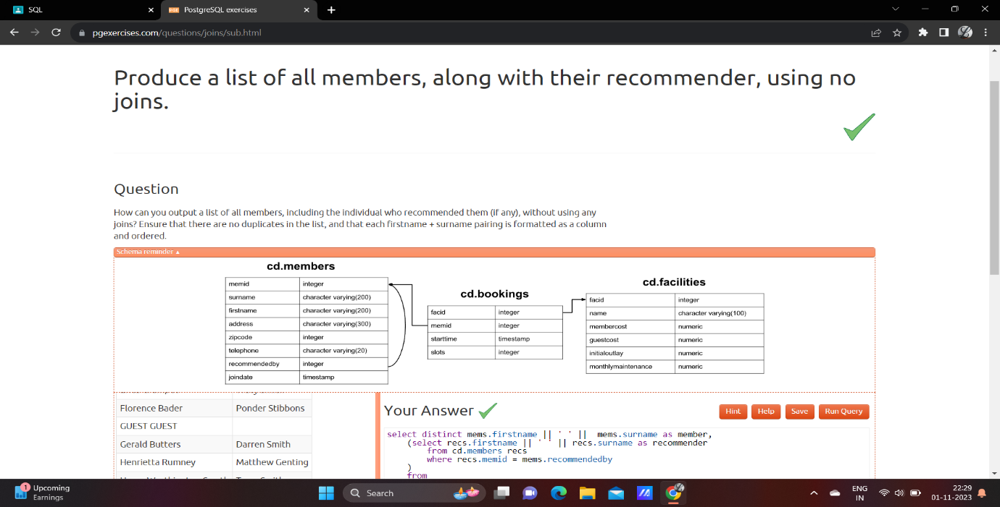 SQL
PGE PostgreSQL exercises
pgexercises.com/questions/joins/sub.html
Produce a list of all members, along with their recommender, using no
joins.
Question
How can you output a list of all members, including the individual who recommended them (if any), without using any
joins? Ensure that there are no duplicates in the list, and that each firstname + surname pairing is formatted as a column
and ordered.
Schema reminder ▲
cd.members
memid integer
surname character varying(200)
firstname character varying(200)
address character varying(300)
zipcode integer
telephone character varying(20)
recommendedby integer
joindate timestamp
cd.bookings
facid integer
memid integer
starttime timestamp
slots integer
cd.facilities
facid integer
name character varying(100)
membercost numeric
guestcost numeric
initialoutlay numeric
monthlymaintenance numeric
Florence Bader Ponder Stibbons
GUEST GUEST
Gerald Butters Darren Smith
Henrietta Rumney Matthew Genting
Your Answer
Hint Help Save Run Query
select distinct mems.firstname || ' ' || mems.surname as member,
(select recs.firstname || ' ' || recs.surname as recommender
from cd.members recs
where recs.memid = mems.recommendedby
)
from
1
Upcoming
Earnings
Search
ENG
IN
22:29
01-11-2023